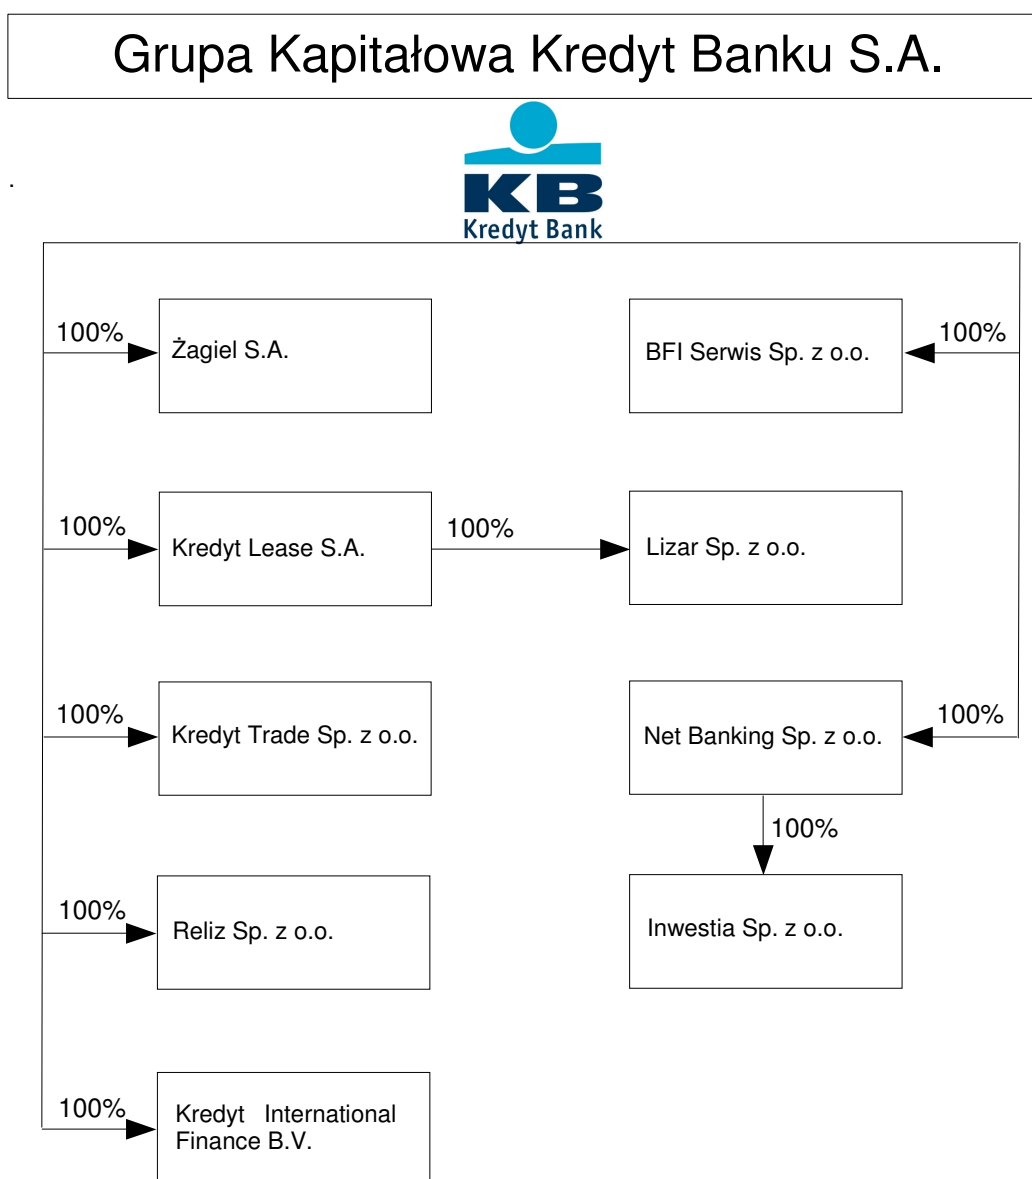 Grupa Kapitałowa Kredyt Banku S.A.
.
KB
Kredyt Bank
100%
Żagiel S.A.
BFI Serwis Sp. z o.o.
100%
100%
Kredyt Lease S.A.
100%
Lizar Sp. z o.o.
100%
Kredyt Trade Sp. z o.o.
Net Banking Sp. z o.o.
100%
100%
100%
Reliz Sp. z o.o.
Inwestia Sp. z o.o.
100%
Kredyt International
Finance B.V.